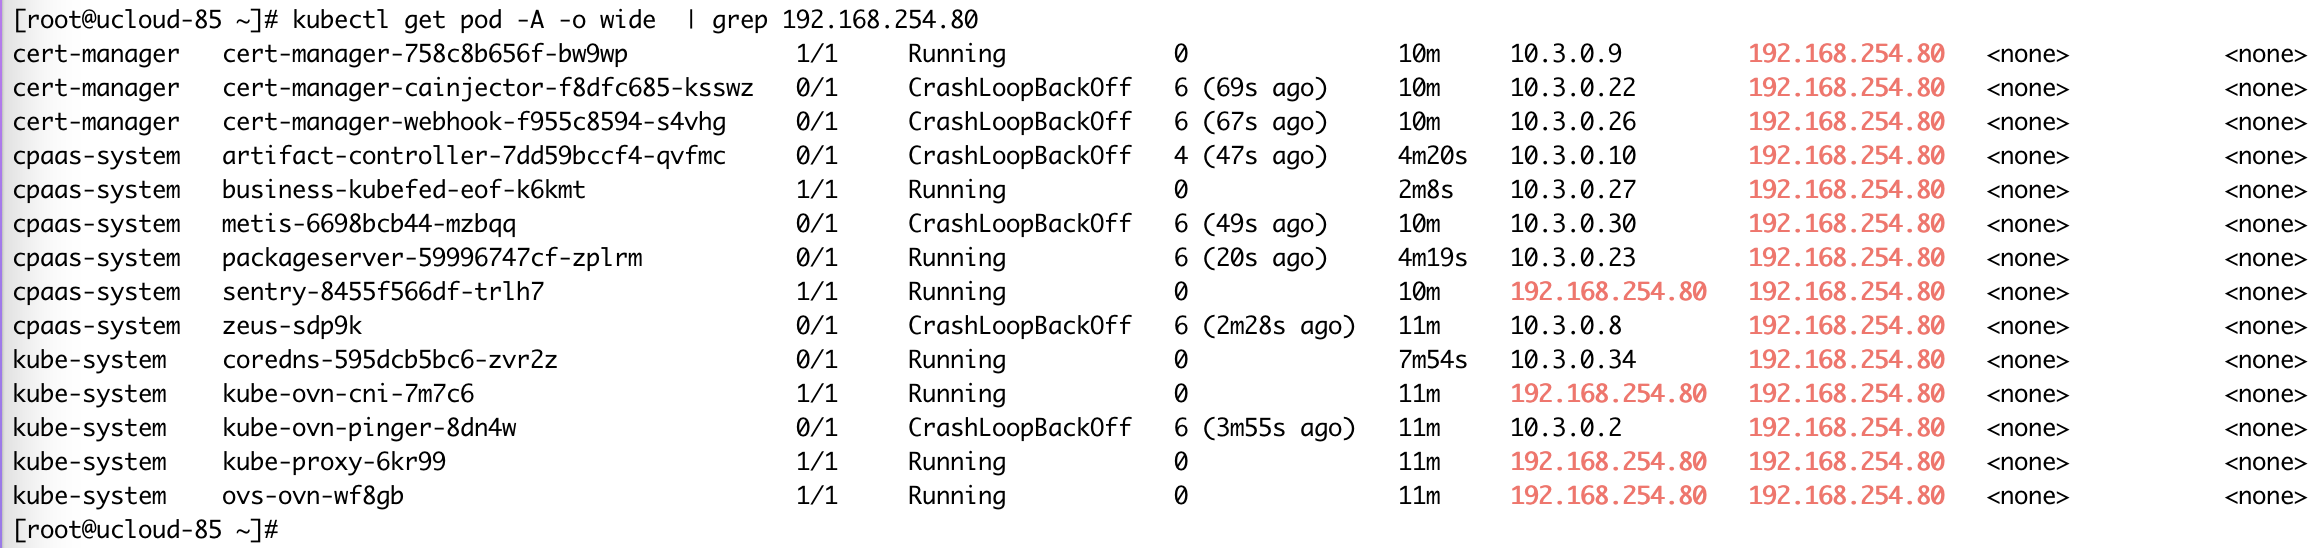 [root@ucloud-85 ~]# kubectl get pod -A -o wide  | grep 192.168.254.80
cert-manager   cert-manager-758c8b656f-bw9wp            1/1     Running            0                10m     10.3.0.9         192.168.254.80   <none>           <none>
cert-manager   cert-manager-cainjector-f8dfc685-ksswz   0/1     CrashLoopBackOff   6 (69s ago)      10m     10.3.0.22        192.168.254.80   <none>           <none>
cert-manager   cert-manager-webhook-f955c8594-s4vhg     0/1     CrashLoopBackOff   6 (67s ago)      10m     10.3.0.26        192.168.254.80   <none>           <none>
cpaas-system   artifact-controller-7dd59bccf4-qvfmc     0/1     CrashLoopBackOff   4 (47s ago)      4m20s   10.3.0.10        192.168.254.80   <none>           <none>
cpaas-system   business-kubefed-eof-k6kmt               1/1     Running            0                2m8s    10.3.0.27        192.168.254.80   <none>           <none>
cpaas-system   metis-6698bcb44-mzbqq                    0/1     CrashLoopBackOff   6 (49s ago)      10m     10.3.0.30        192.168.254.80   <none>           <none>
cpaas-system   packageserver-59996747cf-zplrm           0/1     Running            6 (20s ago)      4m19s   10.3.0.23        192.168.254.80   <none>           <none>
cpaas-system   sentry-8455f566df-trlh7                  1/1     Running            0                10m     192.168.254.80   192.168.254.80   <none>           <none>
cpaas-system   zeus-sdp9k                               0/1     CrashLoopBackOff   6 (2m28s ago)    11m     10.3.0.8         192.168.254.80   <none>           <none>
kube-system    coredns-595dcb5bc6-zvr2z                 0/1     Running            0                7m54s   10.3.0.34        192.168.254.80   <none>           <none>
kube-system    kube-ovn-cni-7m7c6                       1/1     Running            0                11m     192.168.254.80   192.168.254.80   <none>           <none>
kube-system    kube-ovn-pinger-8dn4w                    0/1     CrashLoopBackOff   6 (3m55s ago)    11m     10.3.0.2         192.168.254.80   <none>           <none>
kube-system    kube-proxy-6kr99                         1/1     Running            0                11m     192.168.254.80   192.168.254.80   <none>           <none>
kube-system    ovs-ovn-wf8gb                            1/1     Running            0                11m     192.168.254.80   192.168.254.80   <none>           <none>
[root@ucloud-85 ~]#